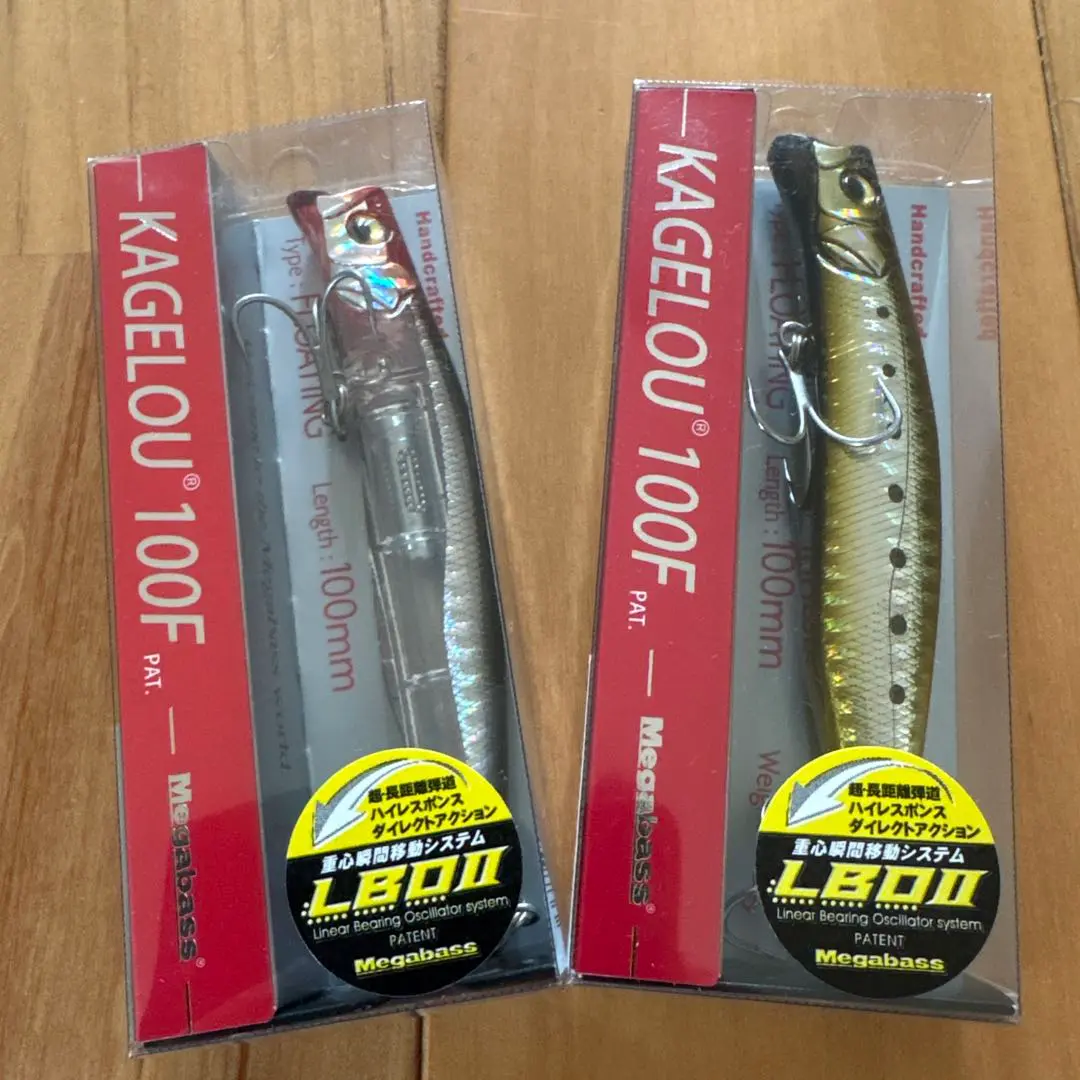 KAGELOU® 100F PAT. Megabass®
Handcrafted
Type : FLOATING
Length : 100mm
超・長距離弾道
ハイレスポンス
ダイレクトアクション
重心瞬間移動システム
LBOII
Linear Bearing Oscillator system
PATENT
Megabass
KAGELOU® 100F PAT. Megabass®
Handcrafted
FLOATING
Length : 100mm
超・長距離弾道
ハイレスポンス
ダイレクトアクション
重心瞬間移動システム
LBOII
Linear Bearing Oscillator system
PATENT
Megabass